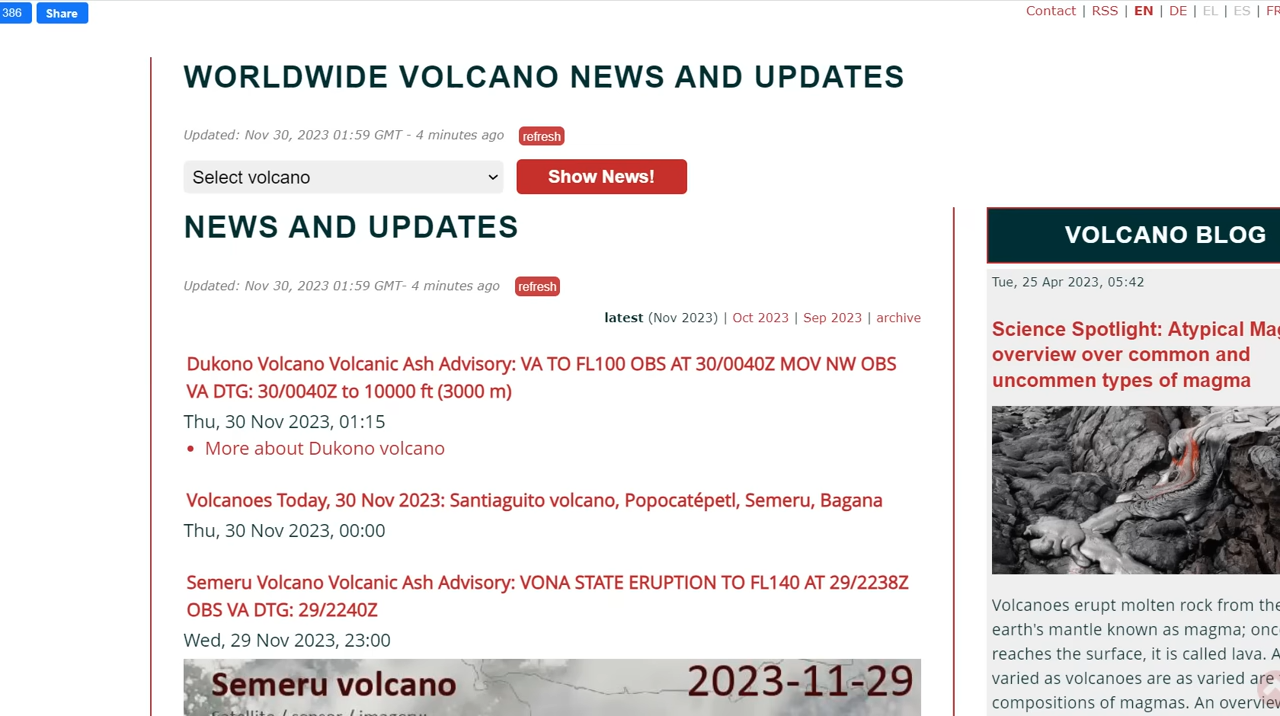 386 Share
Contact | RSS | EN | DE | EL | ES | FR
WORLDWIDE VOLCANO NEWS AND UPDATES
Updated: Nov 30, 2023 01:59 GMT - 4 minutes ago refresh
Select volcano Show News!
NEWS AND UPDATES
Updated: Nov 30, 2023 01:59 GMT- 4 minutes ago refresh
latest (Nov 2023) | Oct 2023 | Sep 2023 | archive
Dukono Volcano Volcanic Ash Advisory: VA TO FL100 OBS AT 30/0040Z MOV NW OBS
VA DTG: 30/0040Z to 10000 ft (3000 m)
Thu, 30 Nov 2023, 01:15
• More about Dukono volcano
Volcanoes Today, 30 Nov 2023: Santiaguito volcano, Popocatépetl, Semeru, Bagana
Thu, 30 Nov 2023, 00:00
Semeru Volcano Volcanic Ash Advisory: VONA STATE ERUPTION TO FL140 AT 29/2238Z
OBS VA DTG: 29/2240Z
Wed, 29 Nov 2023, 23:00
Semeru volcano 2023-11-29
VOLCANO BLOG
Tue, 25 Apr 2023, 05:42
Science Spotlight: Atypical Mag
overview over common and
uncommen types of magma
Volcanoes erupt molten rock from the
earth's mantle known as magma; onc
reaches the surface, it is called lava. A
varied as volcanoes are as varied are
compositions of magmas. An overview